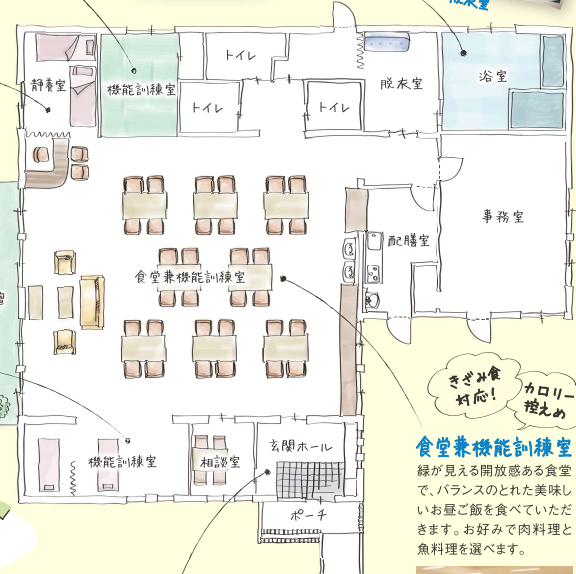 脱衣室
静養室
機能訓練室
トイレ
トイレ
トイレ
脱衣室
浴室
配膳室
事務室
食堂兼機能訓練室
機能訓練室
相談室
玄関ホール
ポーチ
きざみ食
対応!
カロリー
控えめ
食堂兼機能訓練室
緑が見える開放感ある食堂
で、バランスのとれた美味し
いお昼ご飯を食べていただ
きます。お好みで肉料理と
魚料理を選べます。